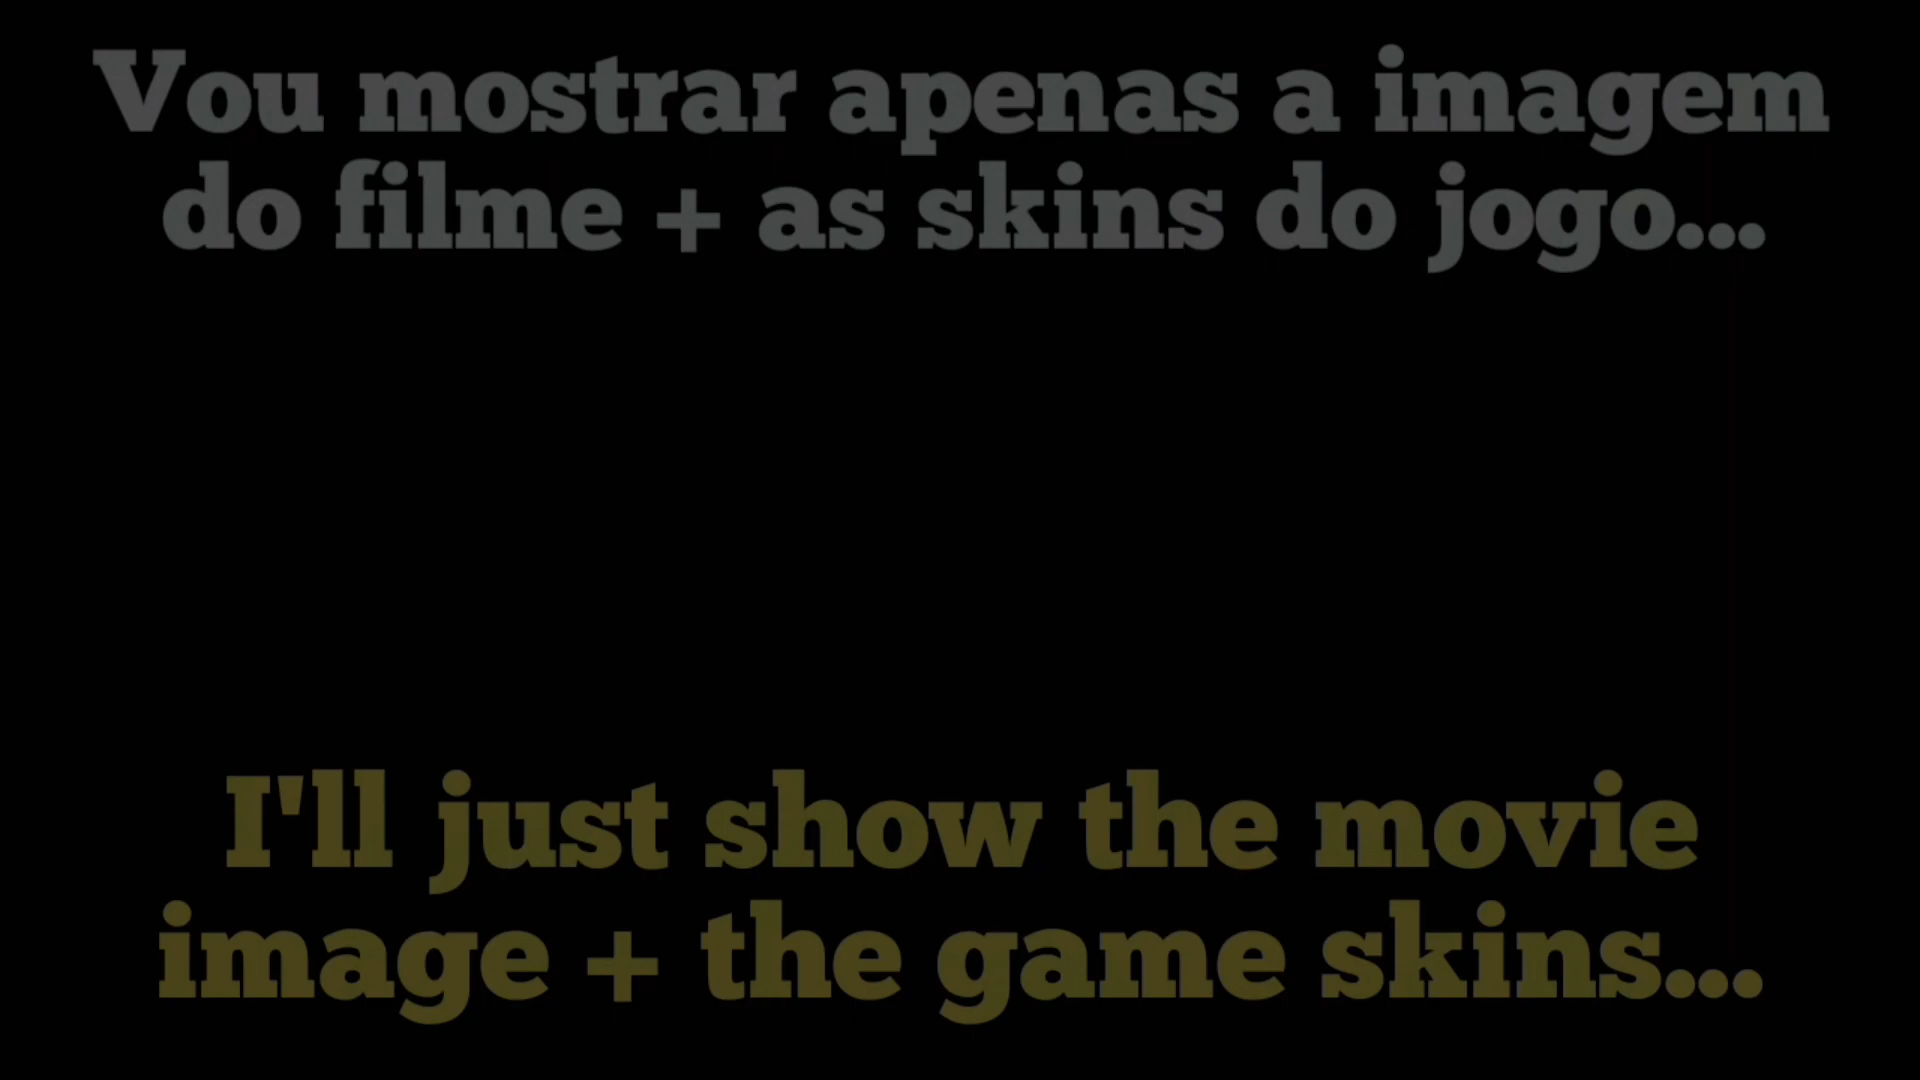 Vou mostrar apenas a imagem
do filme + as skins do jogo...
I'll just show the movie
image + the game skins...